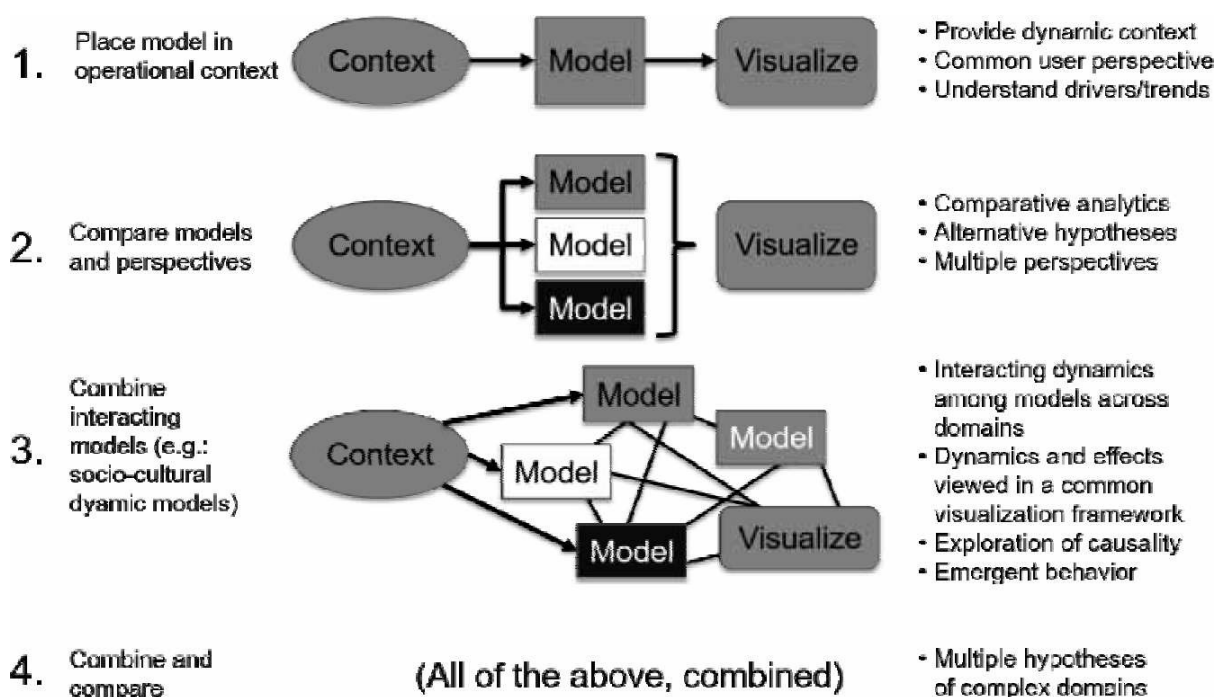 1.
Place model in
operational context
Context
Model
Visualize
• Provide dynamic context
• Common user perspective
• Understand drivers/trends
2.
Compare models
and perspectives
Context
Model
Model
Model
Visualize
• Comparative analytics
• Alternative hypotheses
• Multiple perspectives
3.
Combine
interacting
models (e.g.:
socio-cultural
dyamic models)
Context
Model
Model
Model
Model
Visualize
• Interacting dynamics
among models across
domains
• Dynamics and effects
viewed in a common
visualization framework
• Exploration of causality
• Emergent behavior
4.
Combine and
compare
(All of the above, combined)
• Multiple hypotheses
of complex domains